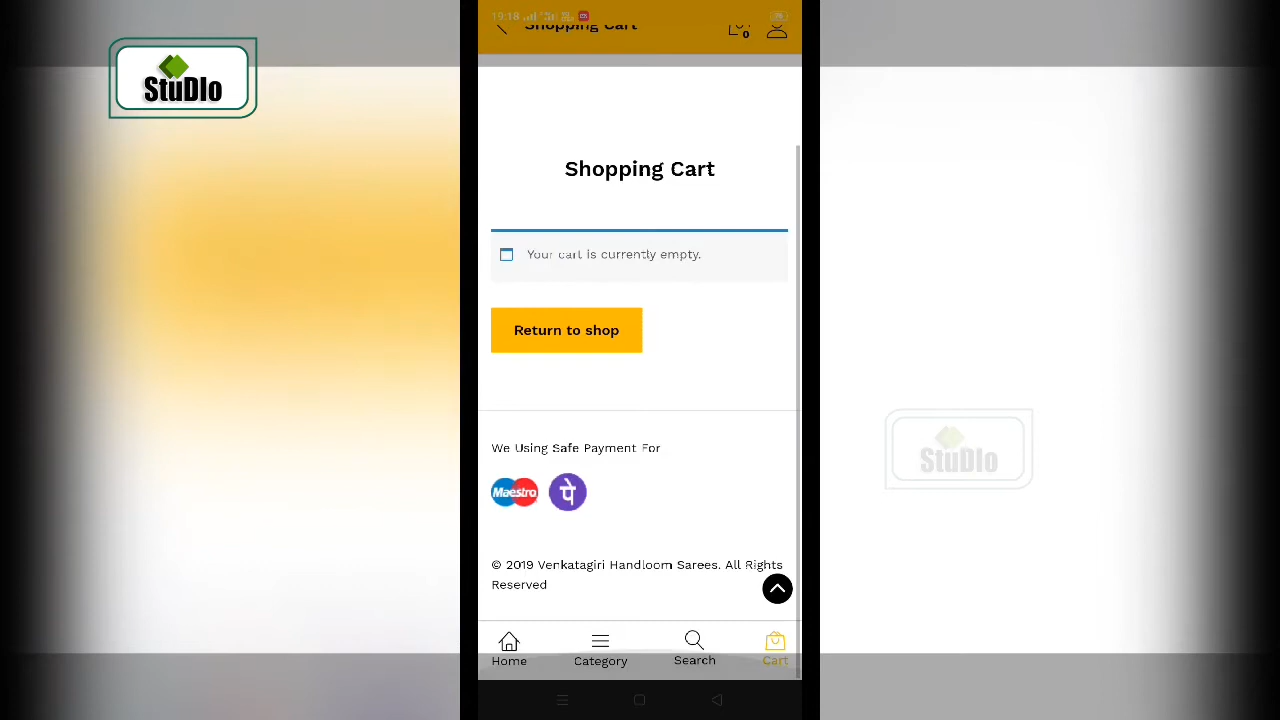 19:18
Shopping Cart
0
StuDIo
Shopping Cart
Your cart is currently empty.
Return to shop
We Using Safe Payment For
Maestro
पे
StuDIo
© 2019 Venkatagiri Handloom Sarees. All Rights
Reserved
Home
Category
Search
Cart